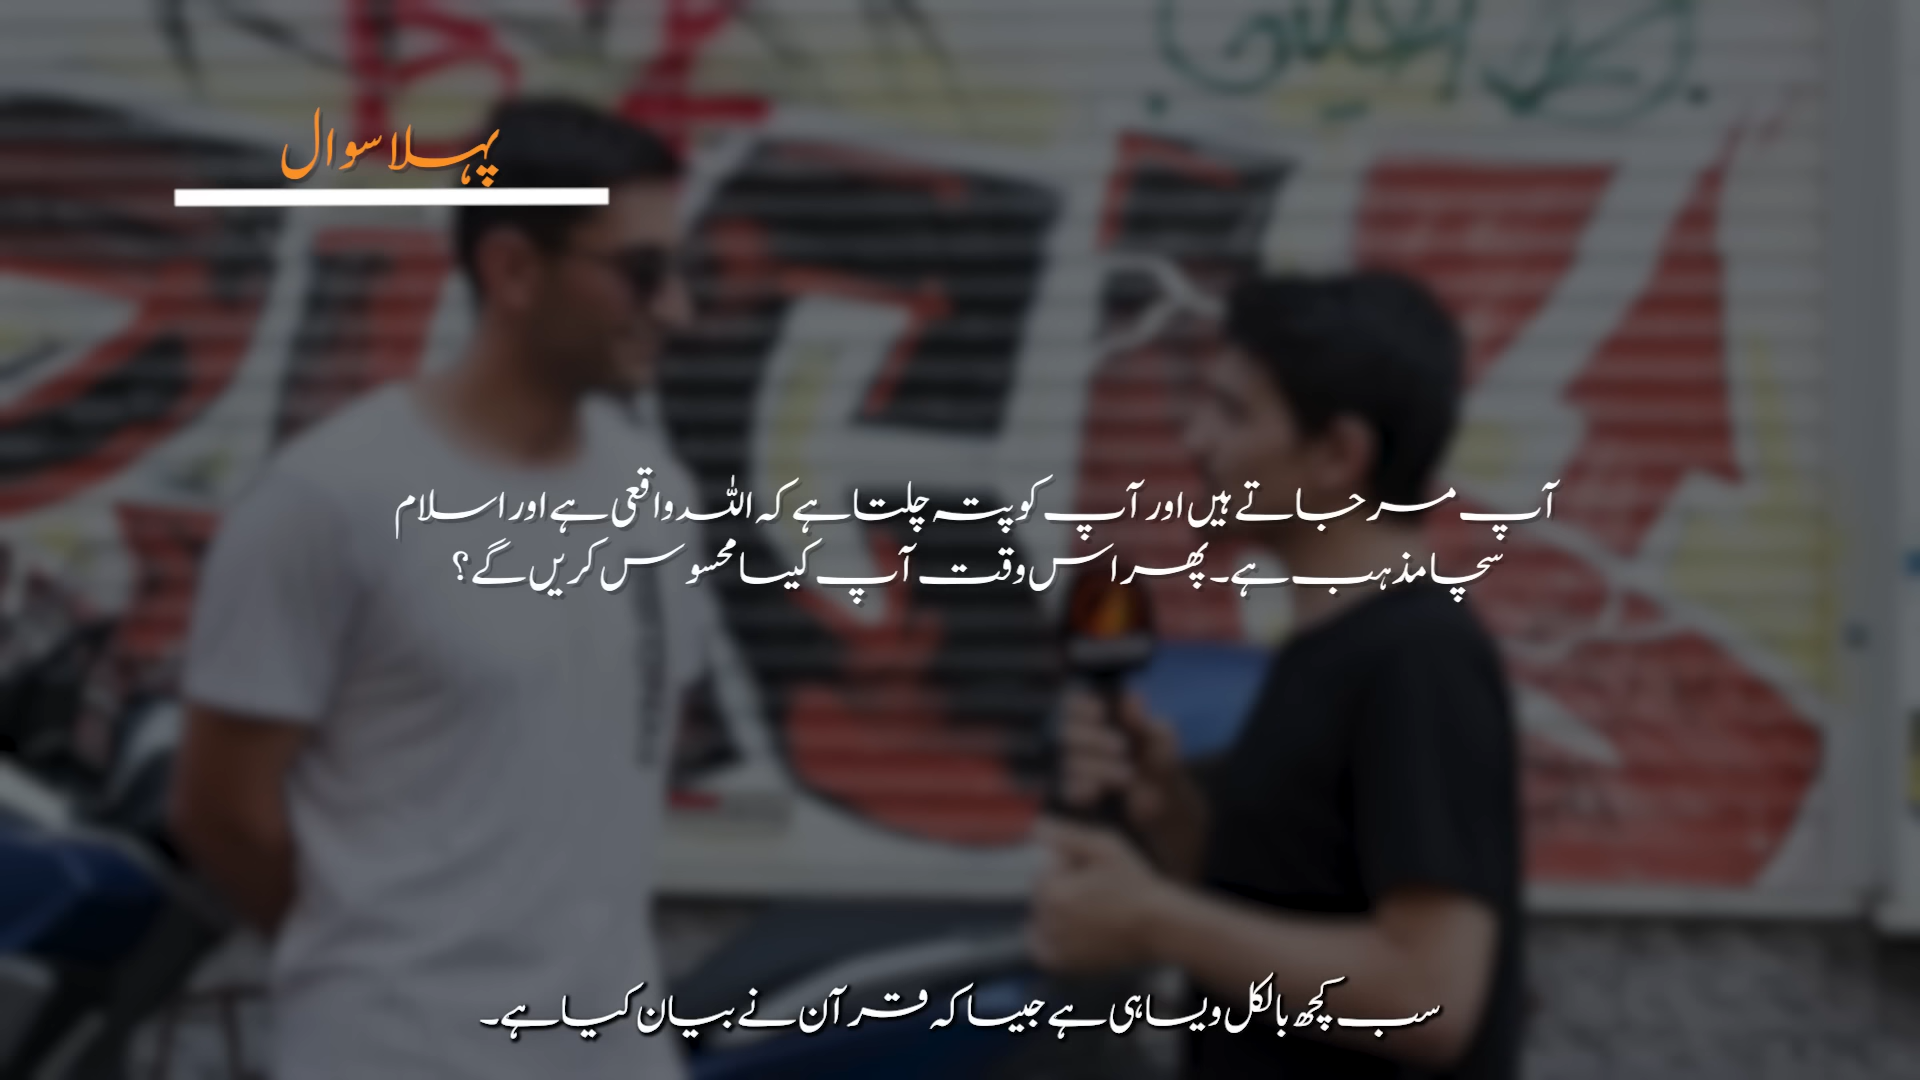 پہلا سوال
آپ مر جاتے ہیں اور آپ کو پتہ چلتا ہے کہ اللہ واقعی ہے اور اسلام
سچا مذہب ہے۔ پھر اس وقت آپ کیسا محسوس کریں گے؟
سب کچھ بالکل ویسا ہی ہے جیسا کہ قرآن نے بیان کیا ہے۔